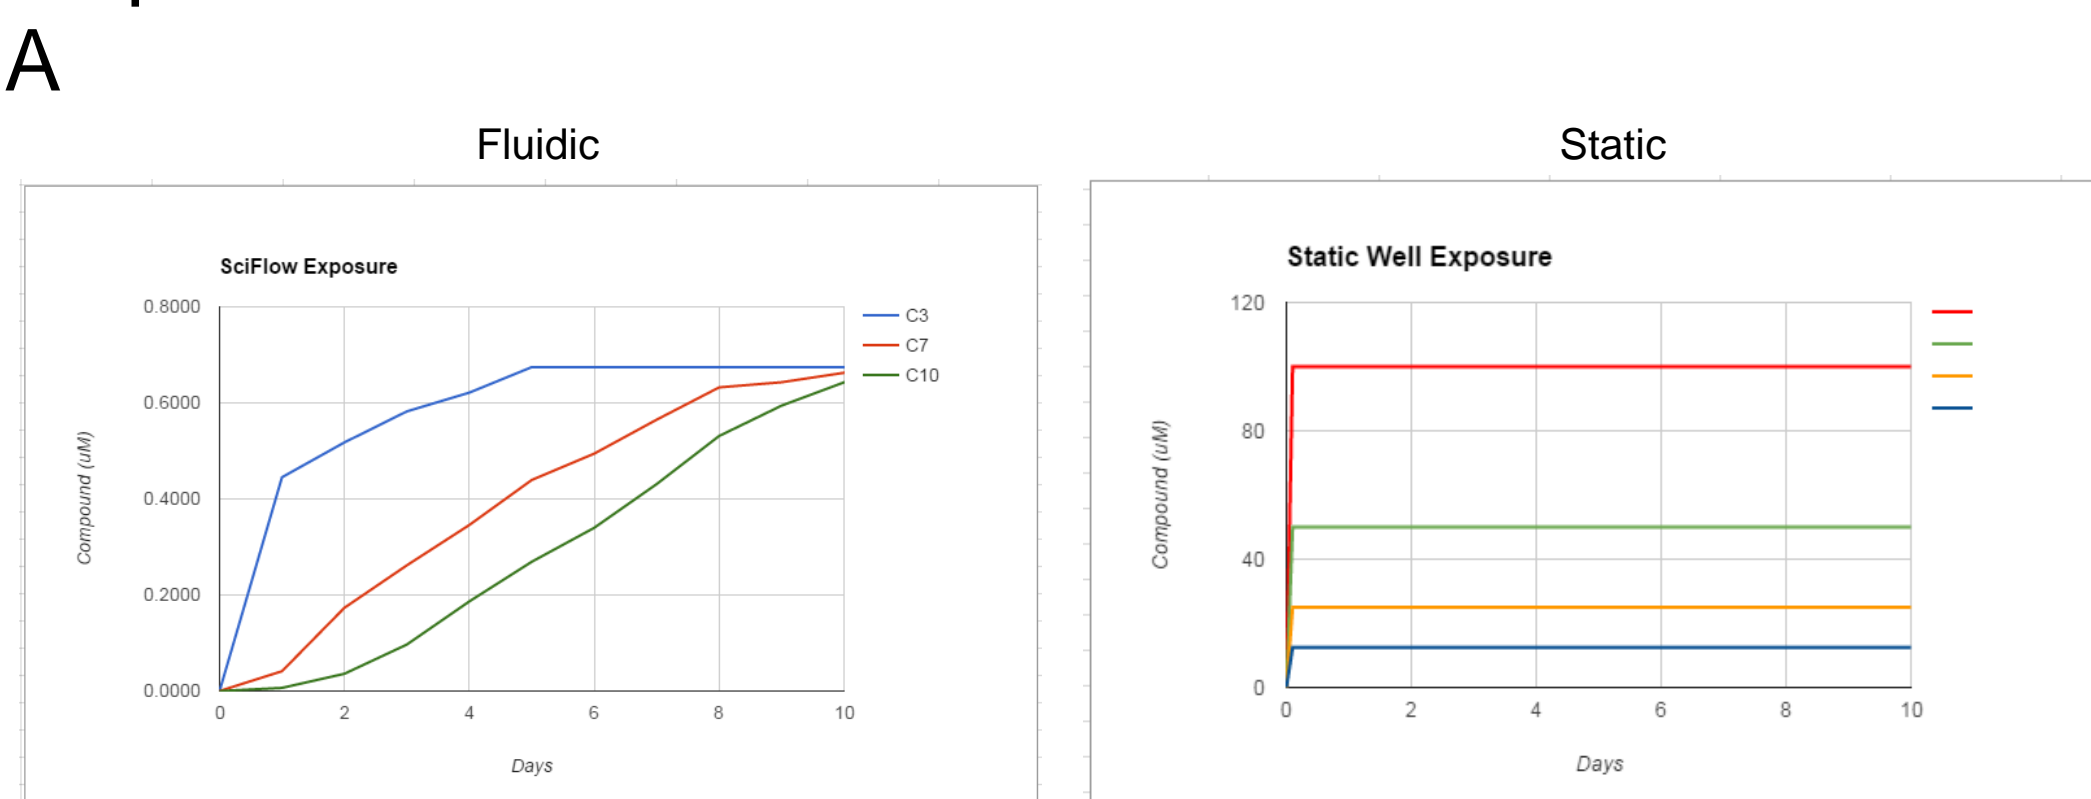 A
Fluidic
Static
SciFlow Exposure
0.8000
0.6000
0.4000
0.2000
0.0000
Compound (uM)
0 2 4 6 8 10
Days
C3
C7
C10
Static Well Exposure
120
80
40
0
Compound (uM)
0 2 4 6 8 10
Days